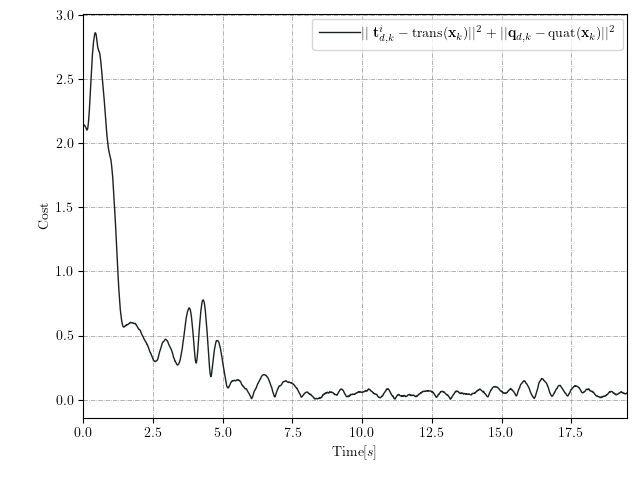 || t^i_{d,k} − trans(x_k)||^2 + ||q_{d,k} − quat(x_k)||^2
3.0
2.5
2.0
1.5
1.0
0.5
0.0
Cost
0.0 2.5 5.0 7.5 10.0 12.5 15.0 17.5
Time[s]